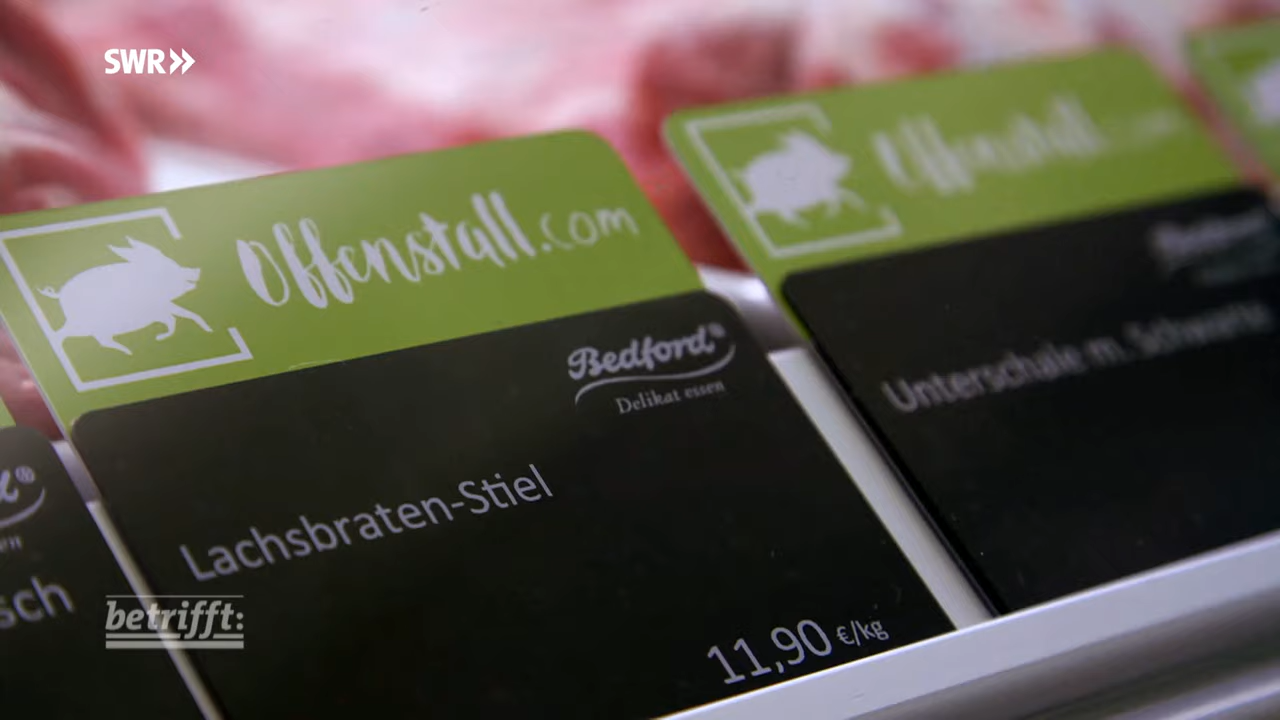 SWR
Offenstall.com
Offenstall.com
Bedford®
Delikat essen
Unterschale m. Schwarte
Lachsbraten-Stiel
sch
betrifft:
11,90 €/kg